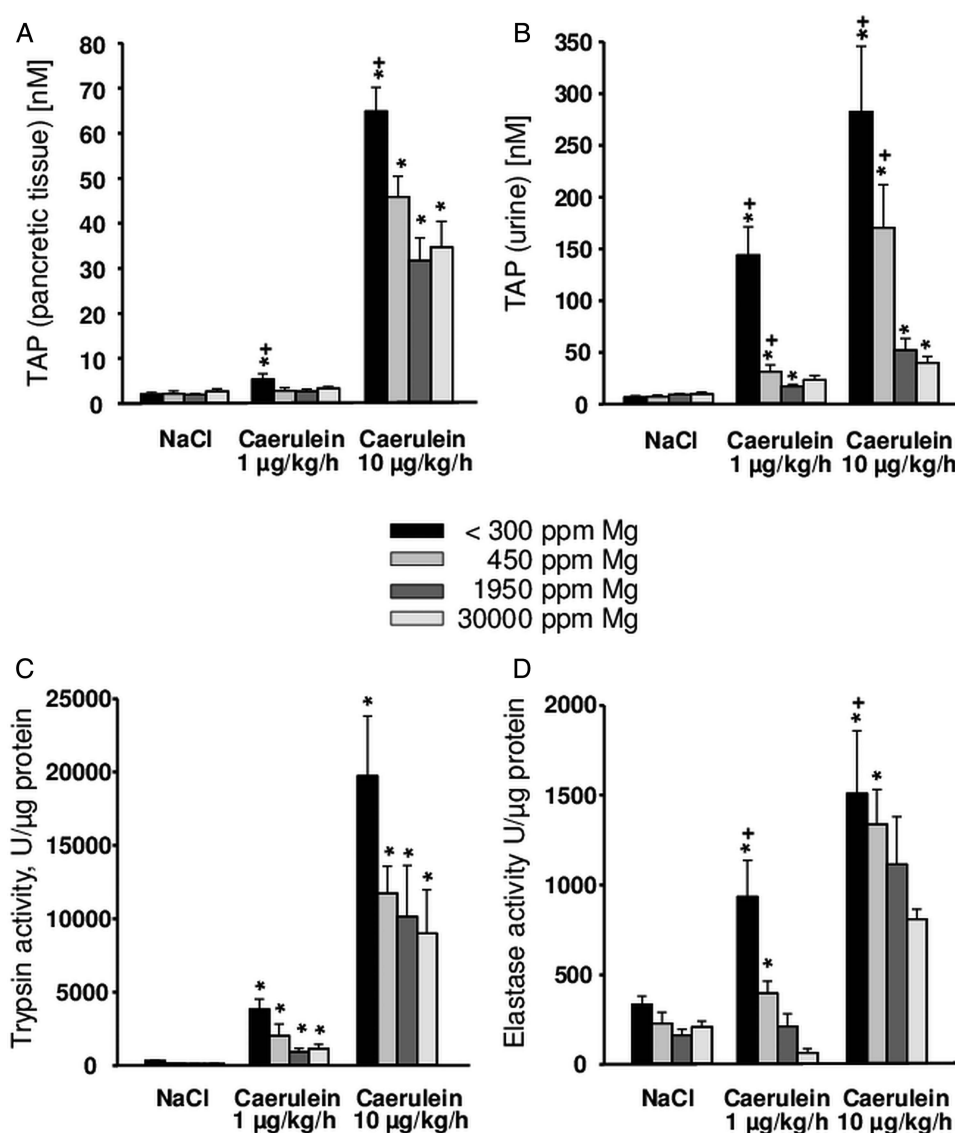 A
TAP (pancretic tissue) [nM]
80
70
60
50
40
30
20
10
0
*+
*+
*
*
*
NaCl
Caerulein
1 µg/kg/h
Caerulein
10 µg/kg/h
B
TAP (urine) [nM]
350
300
250
200
150
100
50
0
*+
*+
*
*+
*+
*
*
NaCl
Caerulein
1 µg/kg/h
Caerulein
10 µg/kg/h
< 300 ppm Mg
450 ppm Mg
1950 ppm Mg
30000 ppm Mg
C
Trypsin activity, U/µg protein
25000
20000
15000
10000
5000
0
*
*
*
*
*
*
*
*
NaCl
Caerulein
1 µg/kg/h
Caerulein
10 µg/kg/h
D
Elastase activity U/µg protein
2000
1500
1000
500
0
*+
*
*+
*
NaCl
Caerulein
1 µg/kg/h
Caerulein
10 µg/kg/h